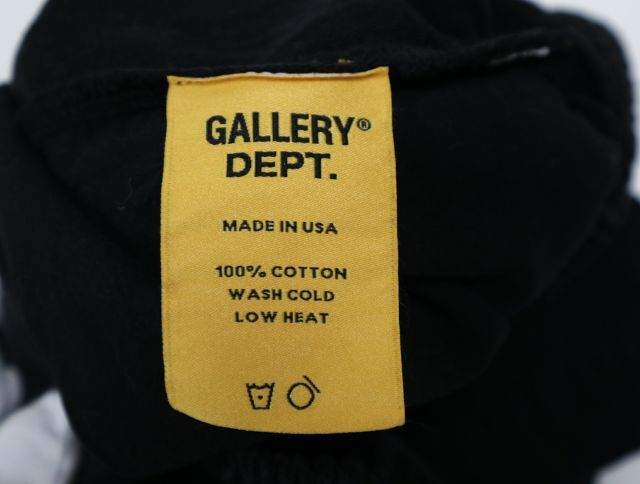 GALLERY®
DEPT.
MADE IN USA
100% COTTON
WASH COLD
LOW HEAT